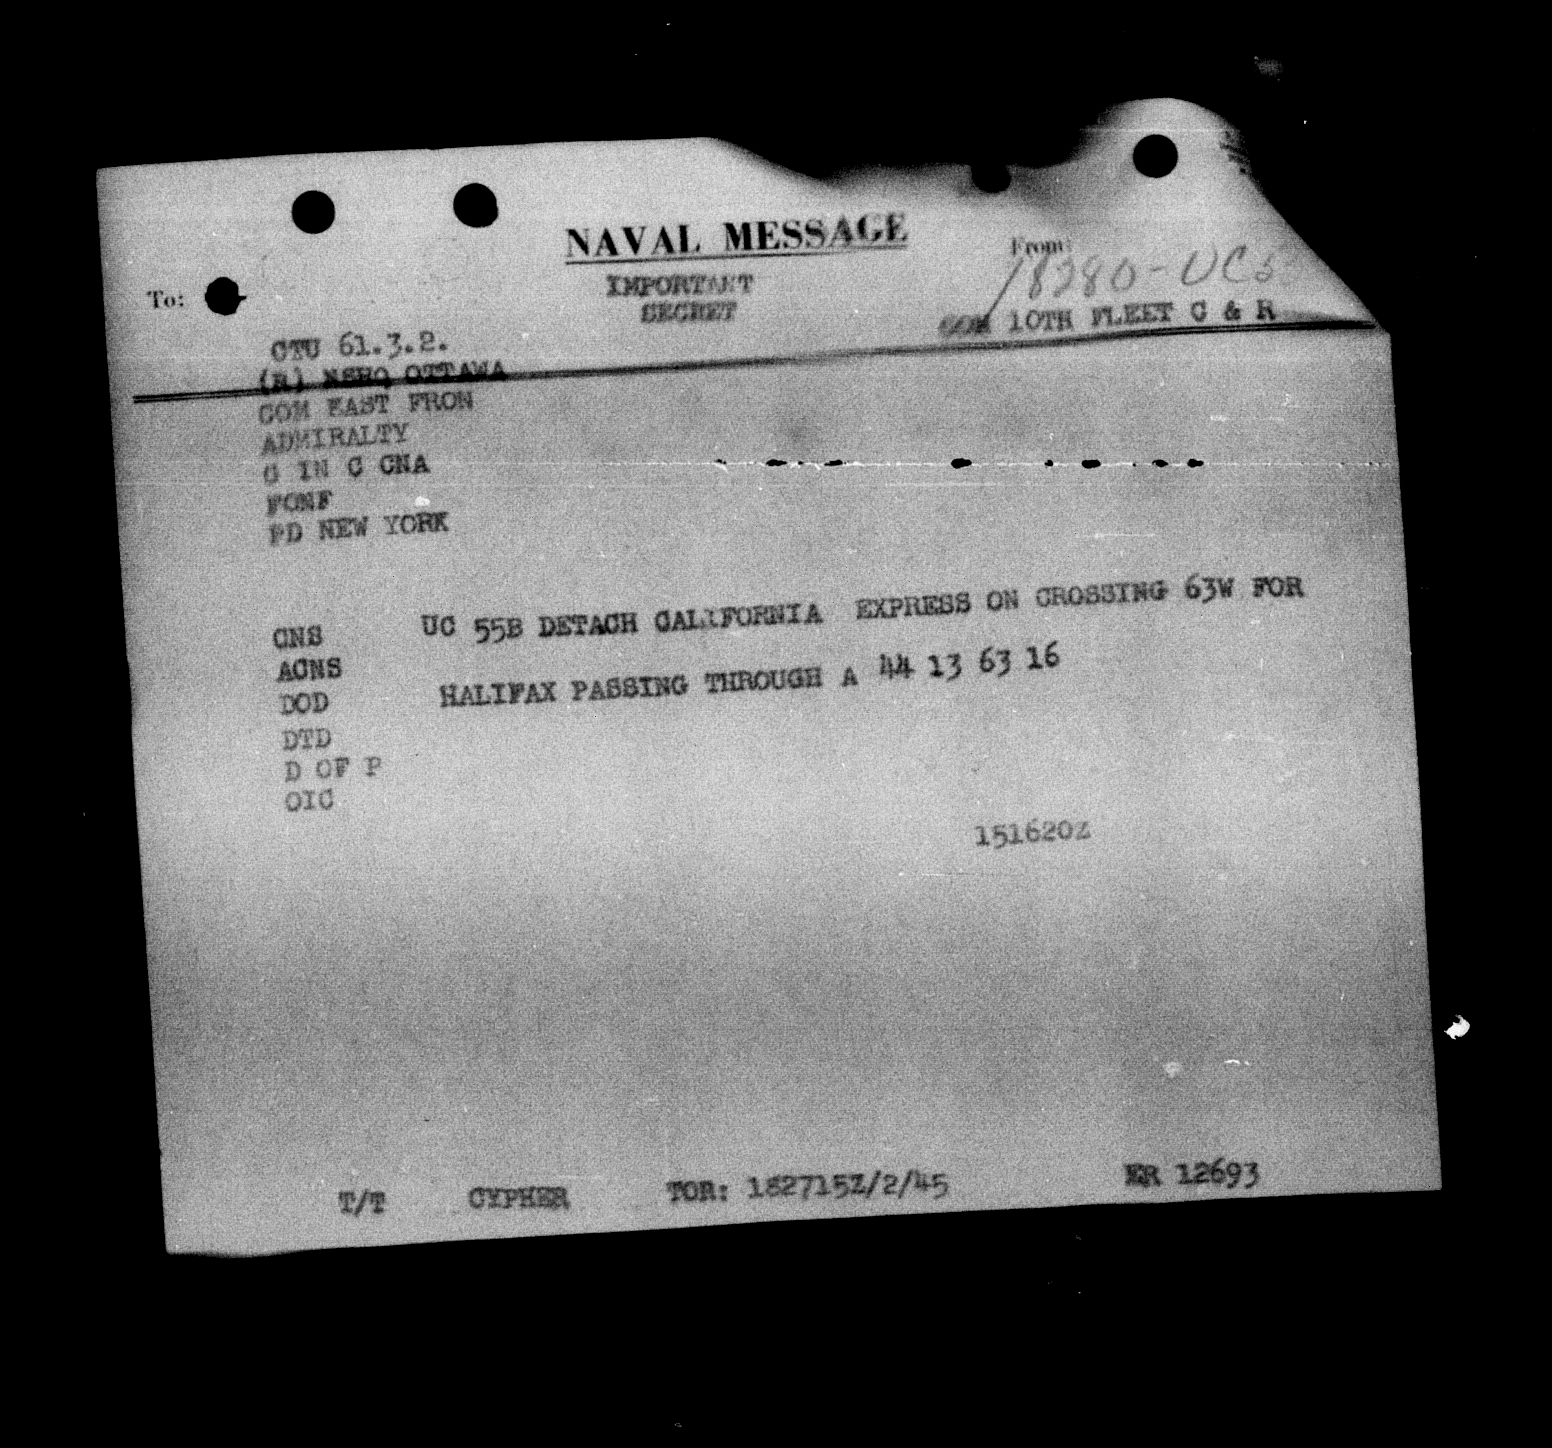 NAVAL MESSAGE
From:
To:
IMPORTANT
18280-UC
SECRET
COM 10TH FLEET C & R
CTU 61.3.2.
(R) NSHQ OTTAWA
COM EAST FRON
ADMIRALTY
C IN C CNA
FONF
PD NEW YORK
UC 55B DETACH CALIFORNIA EXPRESS ON CROSSING 63W FOR
CNS
HALIFAX PASSING THROUGH A 44 13 63 16
ACNS
DOD
DTD
D OF P
OIC
151620Z
T/T CYPHER TOR: 182715Z/2/45 ER 12693